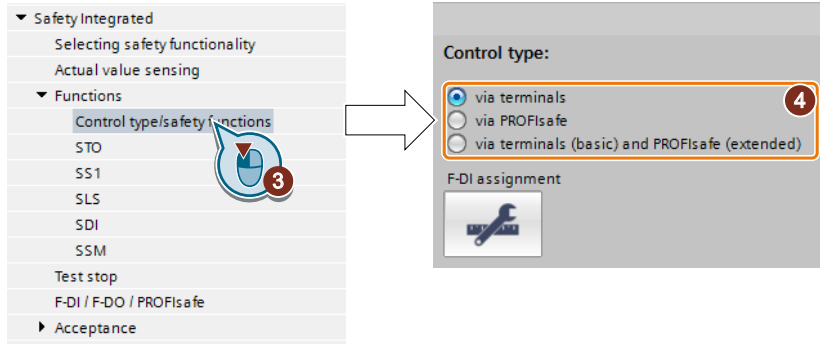 Safety Integrated
Selecting safety functionality
Actual value sensing
Functions
Control type/safety functions
STO
SS1
SLS
SDI
SSM
Test stop
F-DI / F-DO / PROFIsafe
Acceptance
3
Control type:
via terminals
4
via PROFIsafe
via terminals (basic) and PROFIsafe (extended)
F-DI assignment